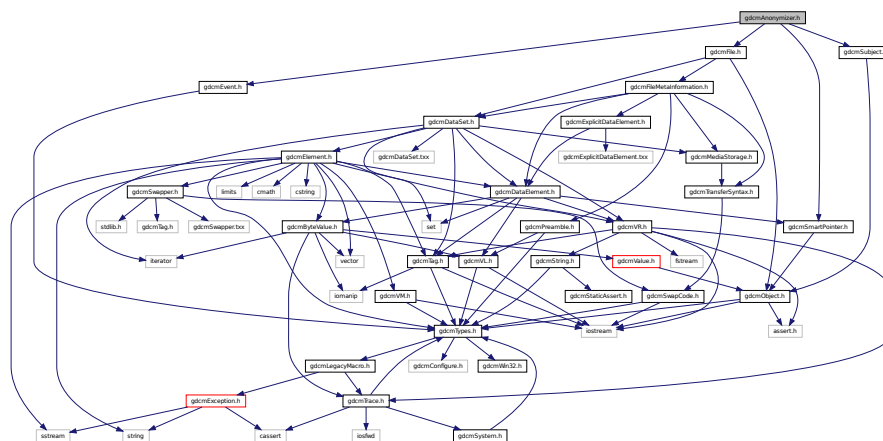 gdcmAnonymizer.h
gdcmFile.h
gdcmSubject.
gdcmEvent.h
gdcmFileMetaInformation.h
gdcmDataSet.h
gdcmExplicitDataElement.h
gdcmElement.h
gdcmDataSet.txx
gdcmExplicitDataElement.txx
gdcmMediaStorage.h
gdcmSwapper.h
limits
cmath
cstring
gdcmDataElement.h
gdcmTransferSyntax.h
stdlib.h
gdcmTag.h
gdcmSwapper.txx
gdcmByteValue.h
set
gdcmPreamble.h
gdcmVR.h
gdcmSmartPointer.h
iterator
vector
gdcmTag.h
gdcmVL.h
gdcmString.h
gdcmValue.h
fstream
iomanip
gdcmVM.h
gdcmStaticAssert.h
gdcmSwapCode.h
gdcmObject.h
gdcmTypes.h
iostream
assert.h
gdcmLegacyMacro.h
gdcmConfigure.h
gdcmWin32.h
gdcmException.h
gdcmTrace.h
sstream
string
cassert
iosfwd
gdcmSystem.h